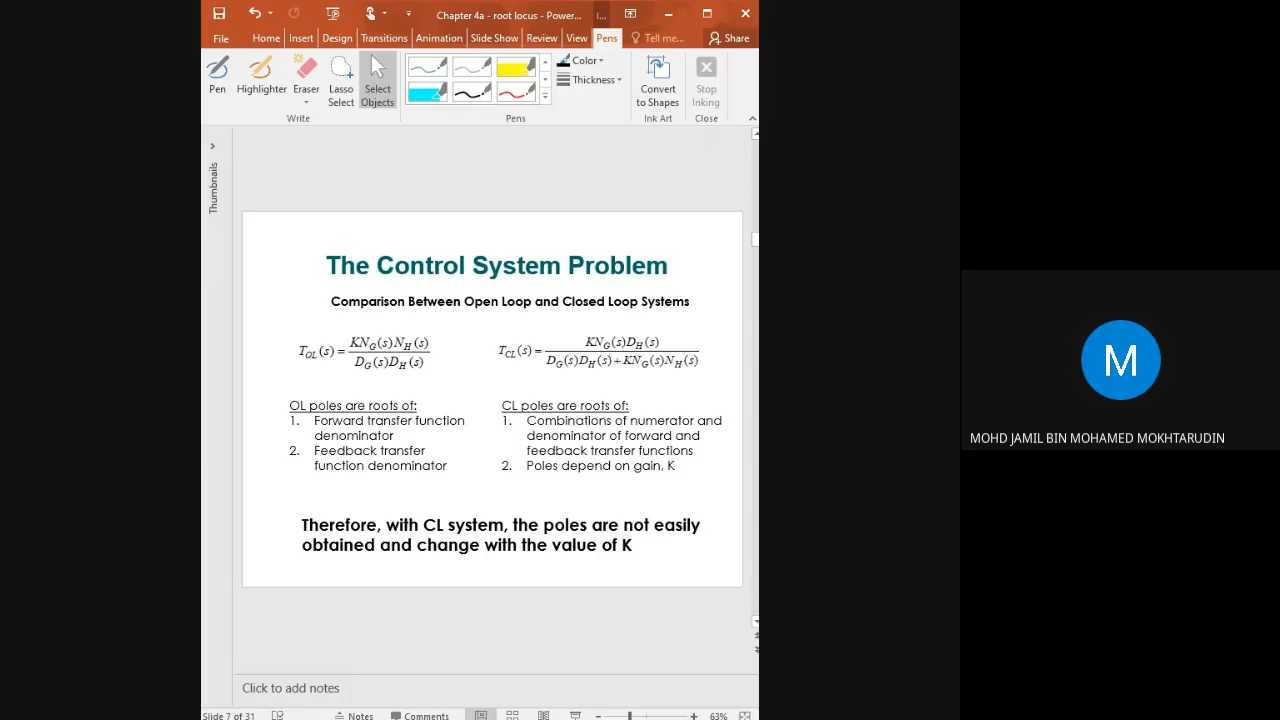 Chapter 4a - root locus - Power...
File Home Insert Design Transitions Animation Slide Show Review View Pens Tell me... Share
Pen Highlighter Eraser Lasso Select Select Objects Color Thickness Convert to Shapes Stop Inking
Write Pens Ink Art Close
Thumbnails
The Control System Problem
Comparison Between Open Loop and Closed Loop Systems
T_OL(s) = KN_G(s)N_H(s) / D_G(s)D_H(s)
T_CL(s) = KN_G(s)D_H(s) / D_G(s)D_H(s)+KN_G(s)N_H(s)
OL poles are roots of:
1. Forward transfer function
denominator
2. Feedback transfer
function denominator
CL poles are roots of:
1. Combinations of numerator and
denominator of forward and
feedback transfer functions
2. Poles depend on gain, K
Therefore, with CL system, the poles are not easily
obtained and change with the value of K
Click to add notes
Slide 7 of 31 Notes Comments 63%
M
MOHD JAMIL BIN MOHAMED MOKHTARUDIN